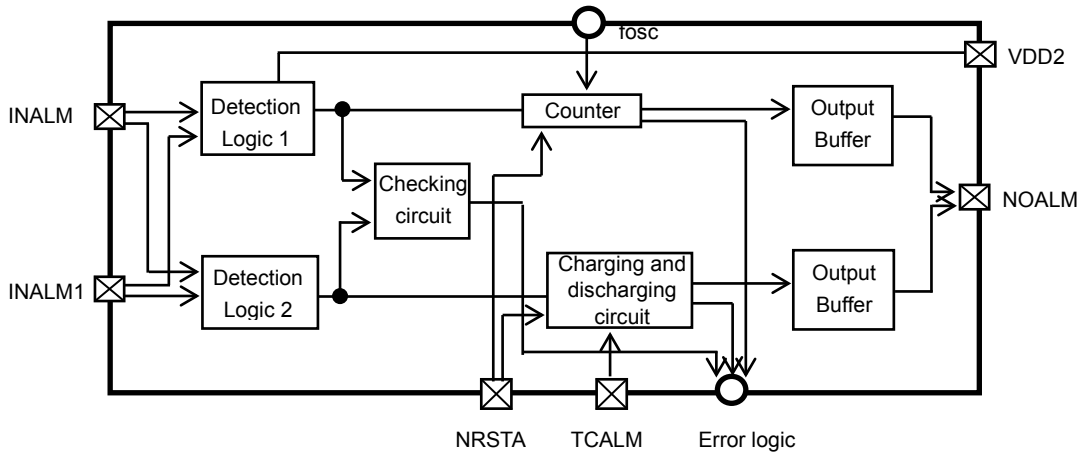 fosc
VDD2
INALM
Detection
Logic 1
Counter
Output
Buffer
Checking
circuit
NOALM
INALM1
Detection
Logic 2
Charging and
discharging
circuit
Output
Buffer
NRSTA
TCALM
Error logic